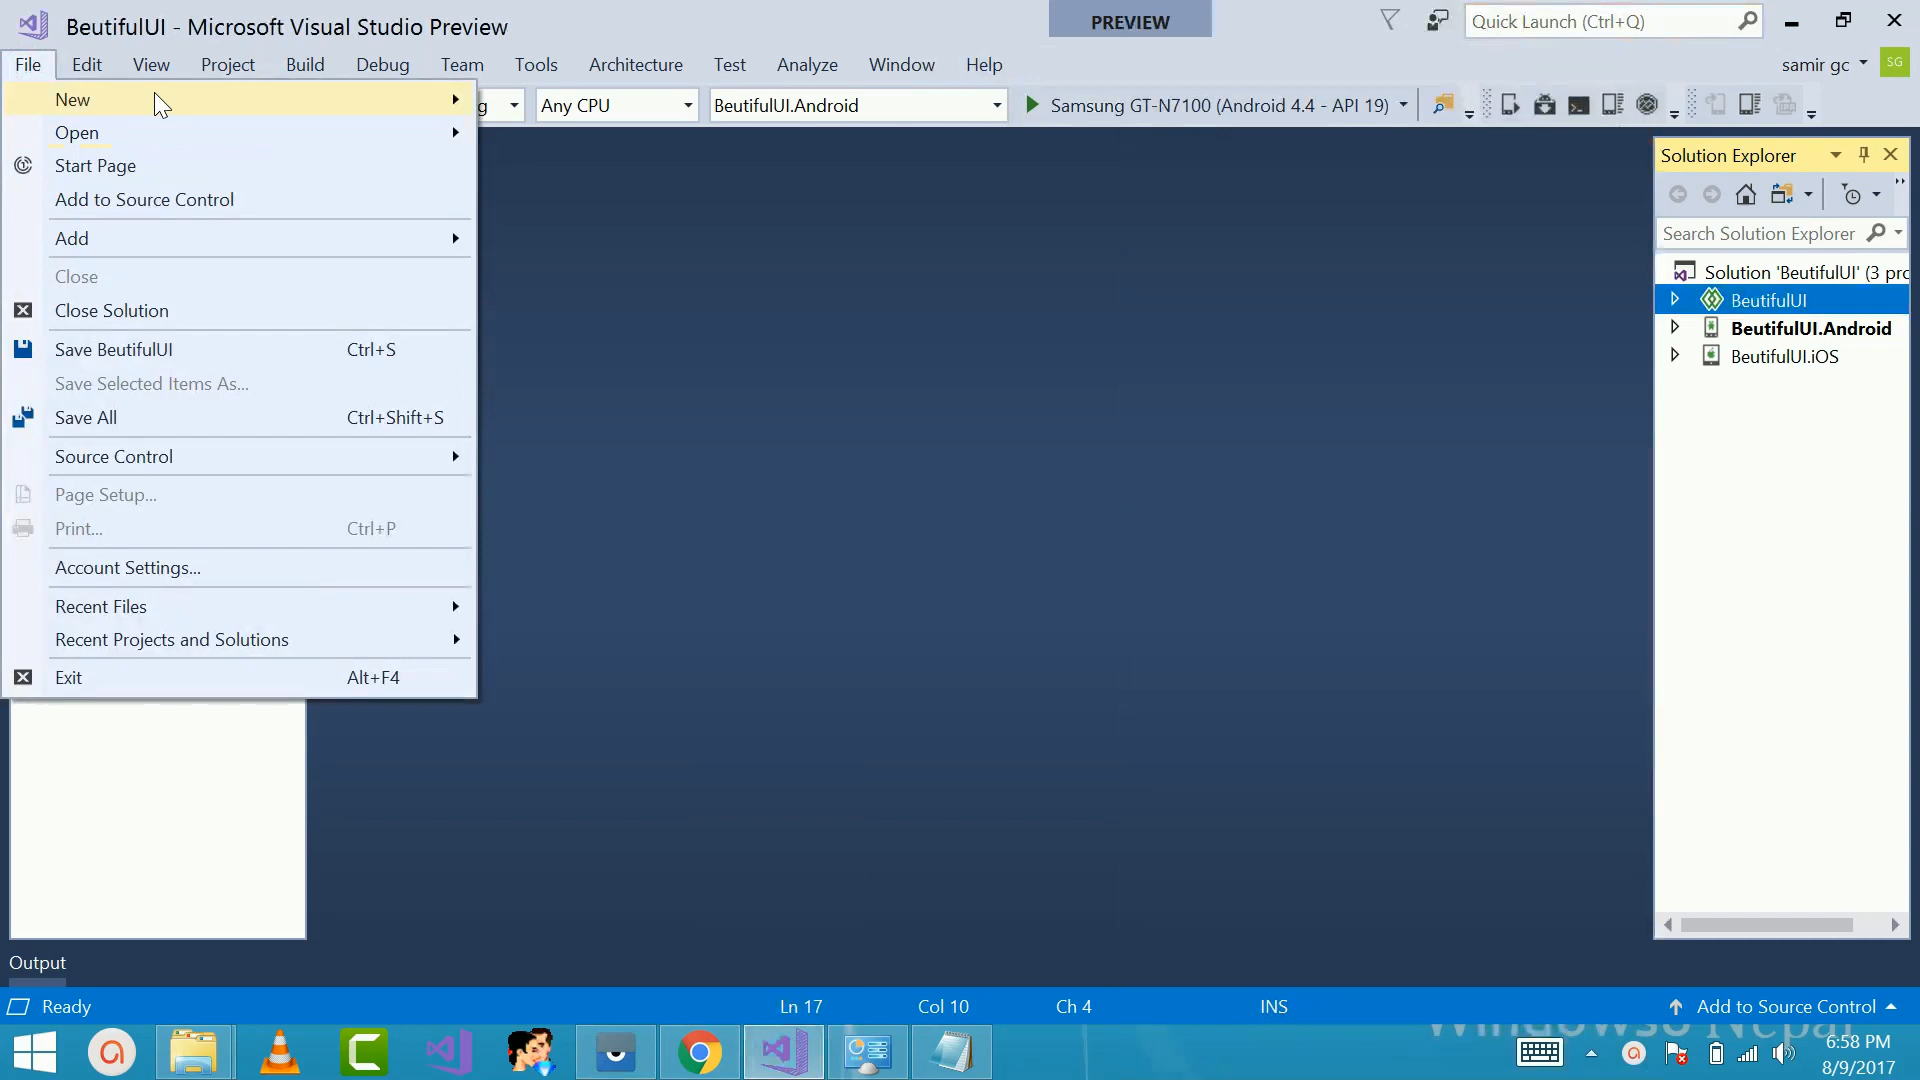 BeutifulUI - Microsoft Visual Studio Preview
PREVIEW
Quick Launch (Ctrl+Q)
File Edit View Project Build Debug Team Tools Architecture Test Analyze Window Help
samir gc
SG
g
Any CPU
BeutifulUI.Android
Samsung GT-N7100 (Android 4.4 - API 19)
New
Open
Start Page
Add to Source Control
Add
Close
Close Solution
Save BeutifulUI Ctrl+S
Save Selected Items As...
Save All Ctrl+Shift+S
Source Control
Page Setup...
Print... Ctrl+P
Account Settings...
Recent Files
Recent Projects and Solutions
Exit Alt+F4
Solution Explorer
Search Solution Explorer
Solution 'BeutifulUI' (3 pro
BeutifulUI
BeutifulUI.Android
BeutifulUI.iOS
Output
Ready
Ln 17
Col 10
Ch 4
INS
Add to Source Control
6:58 PM
8/9/2017